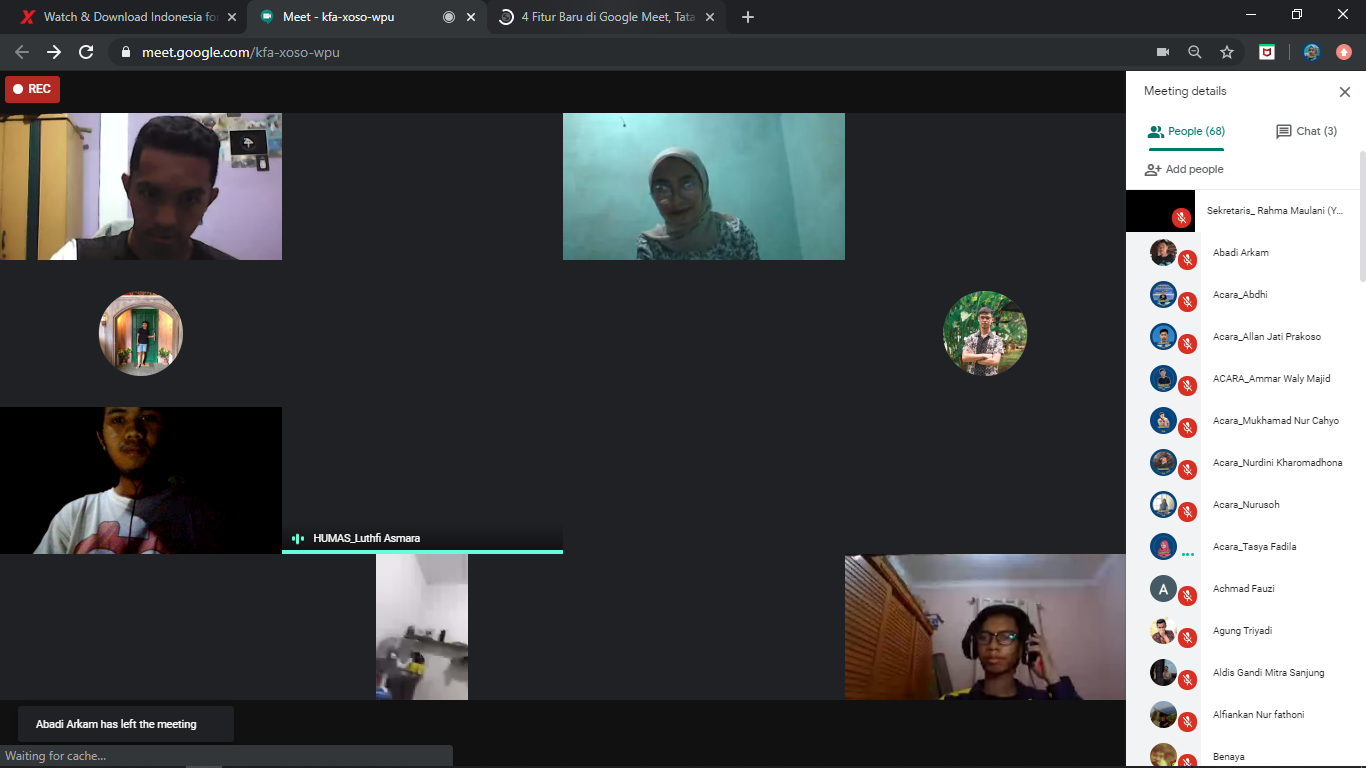 Watch & Download Indonesia for
Meet - kfa-xoso-wpu
4 Fitur Baru di Google Meet, Tata
meet.google.com/kfa-xoso-wpu
REC
Meeting details
People (68)
Chat (3)
Add people
Sekretaris_ Rahma Maulani (Y...
Abadi Arkam
Acara_Abdhi
Acara_Allan Jati Prakoso
ACARA_Ammar Waly Majid
Acara_Mukhamad Nur Cahyo
Acara_Nurdini Kharomadhona
Acara_Nurusoh
Acara_Tasya Fadila
A
Achmad Fauzi
Agung Triyadi
Aldis Gandi Mitra Sanjung
Alfiankan Nur fathoni
Benaya
HUMAS_Luthfi Asmara
Abadi Arkam has left the meeting
Waiting for cache...